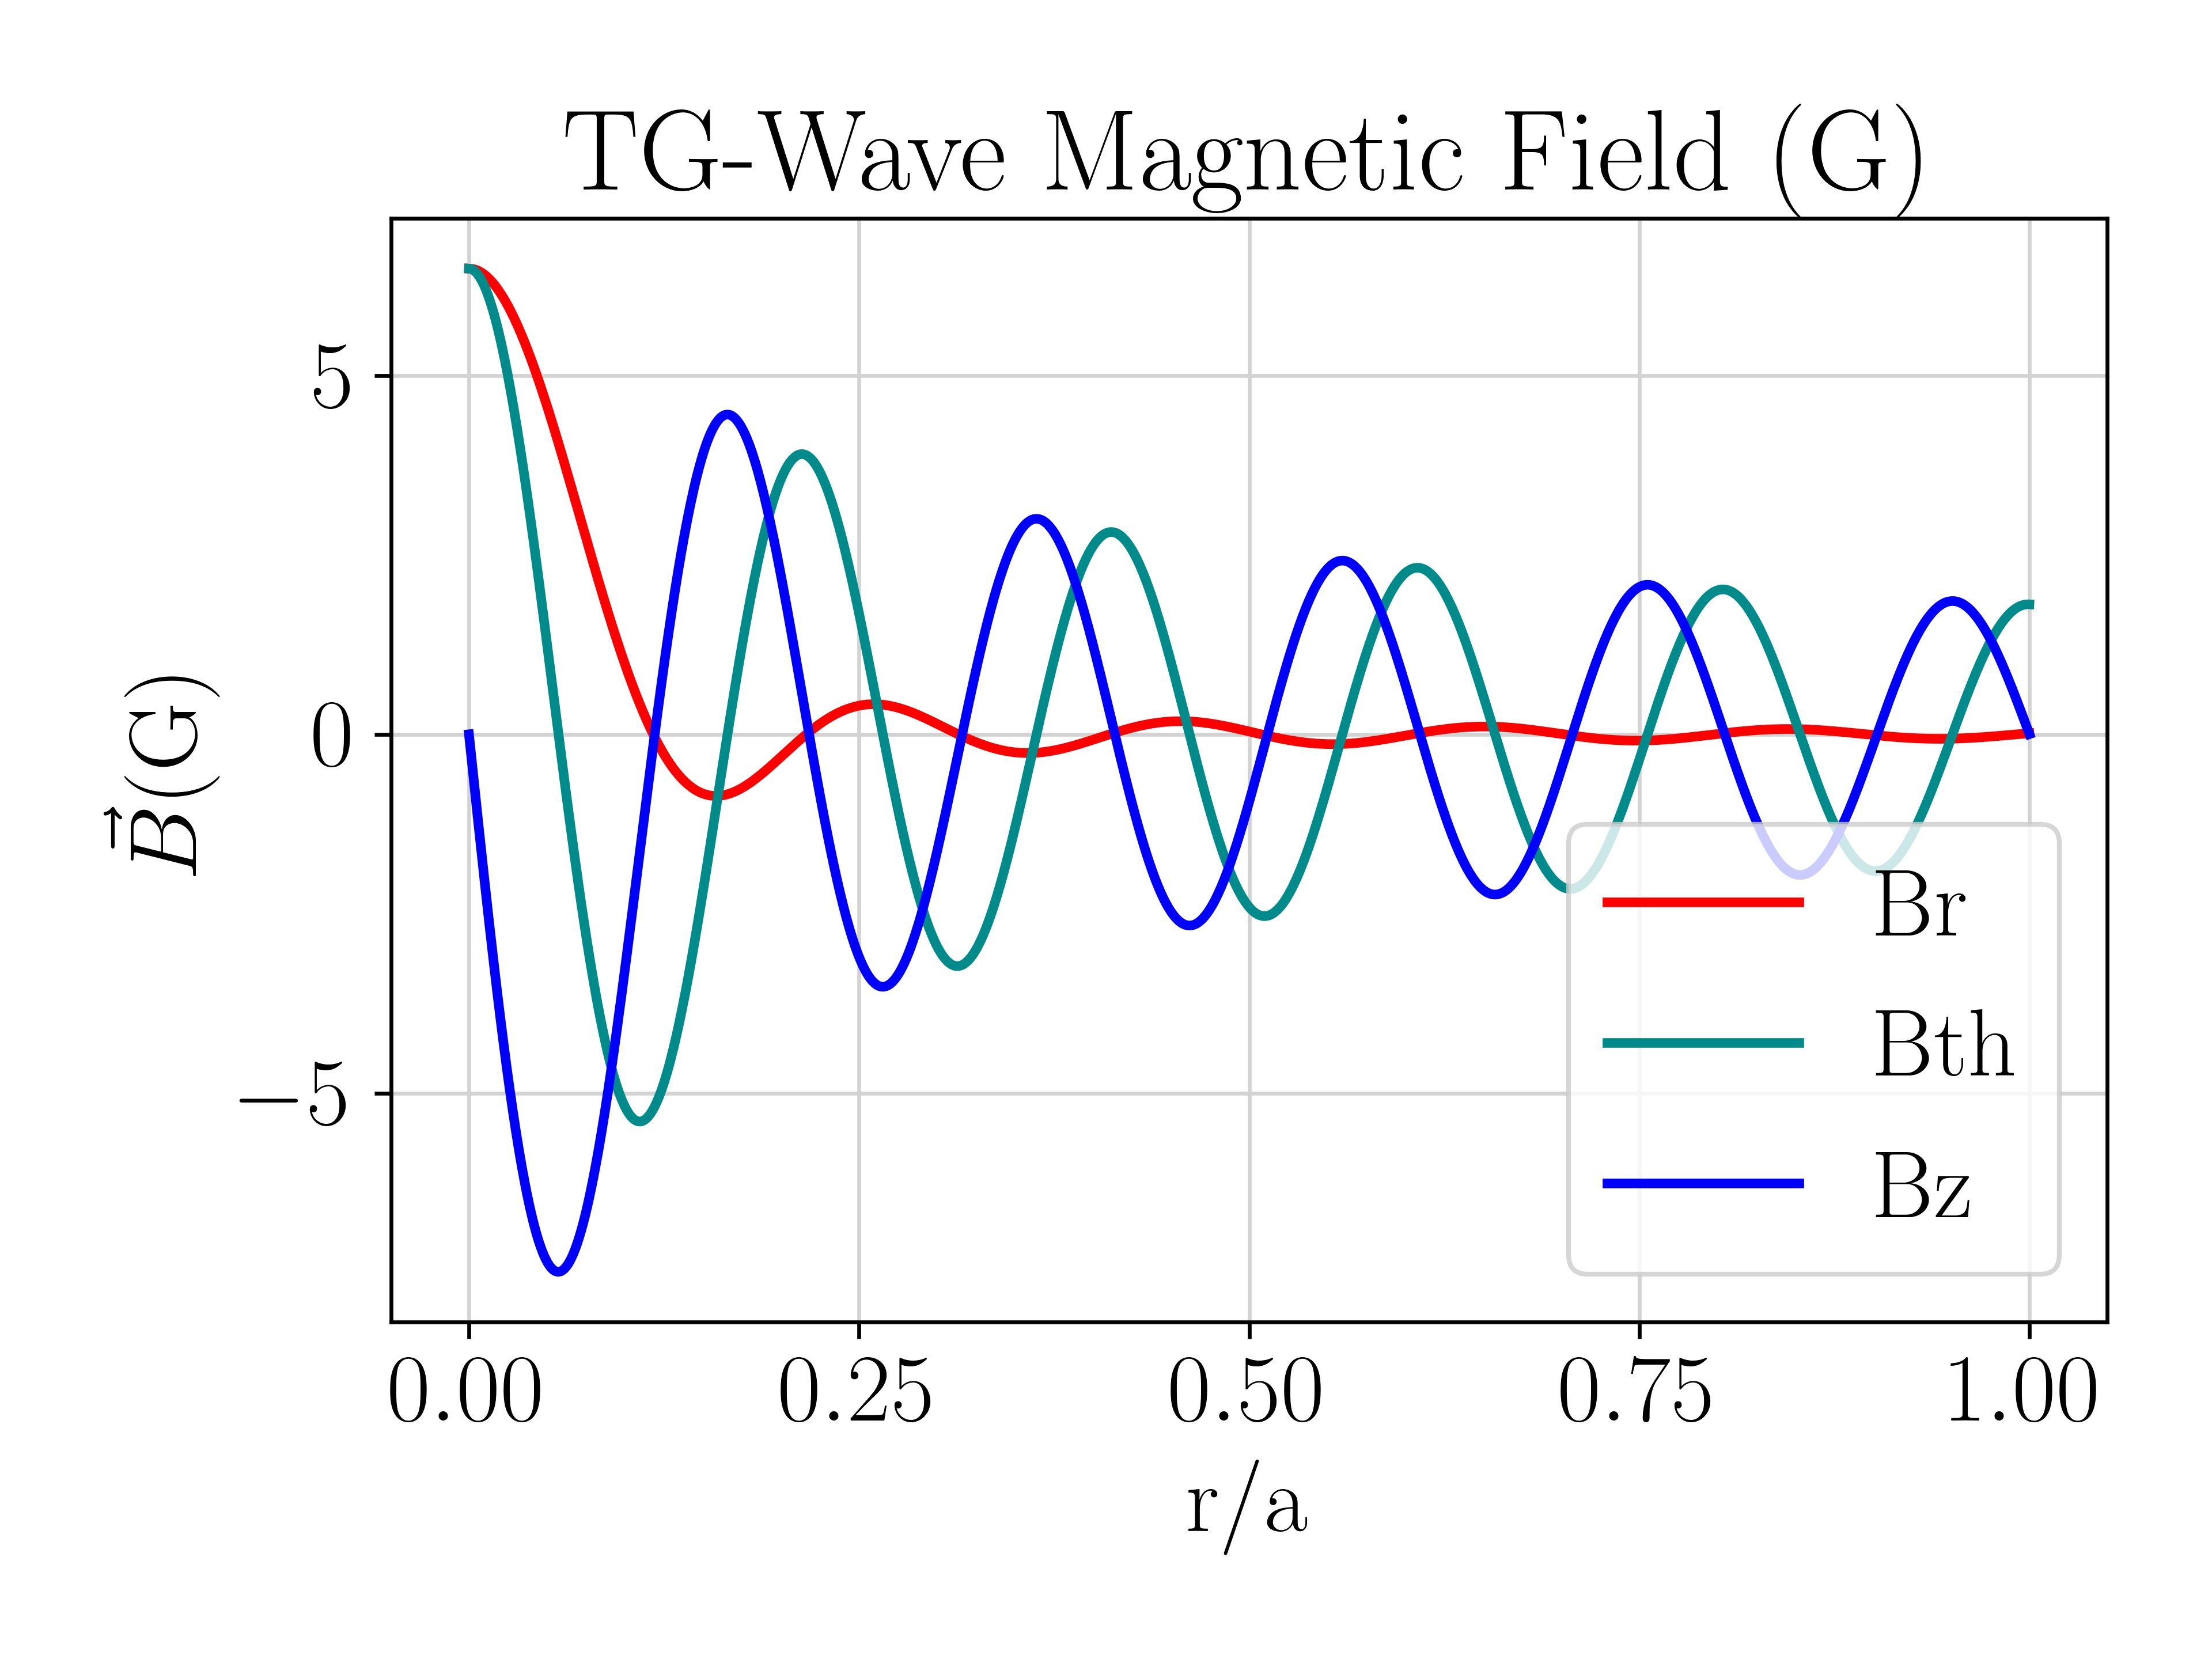 TG-Wave Magnetic Field (G)
B⃗(G)
5
0
−5
Br
Bth
Bz
0.00 0.25 0.50 0.75 1.00
r/a